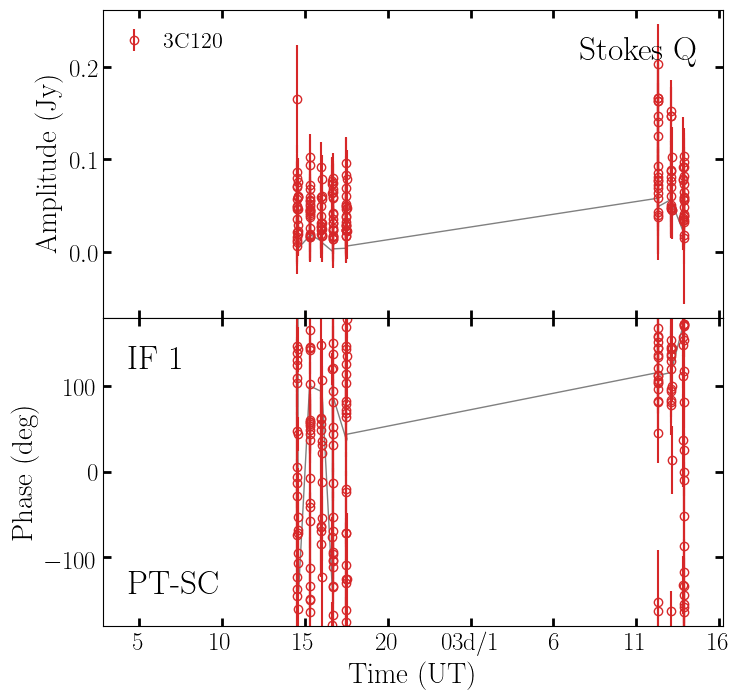 3C120
Stokes Q
0.2
0.1
0.0
Amplitude (Jy)
IF 1
100
0
−100
Phase (deg)
PT-SC
5 10 15 20 03d/1 6 11 16
Time (UT)